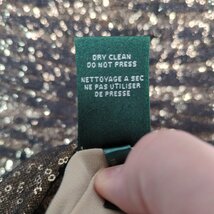 DRY CLEAN
DO NOT PRESS
NETTOYAGE A SEC
NE PAS UTILISER
DE PRESSE